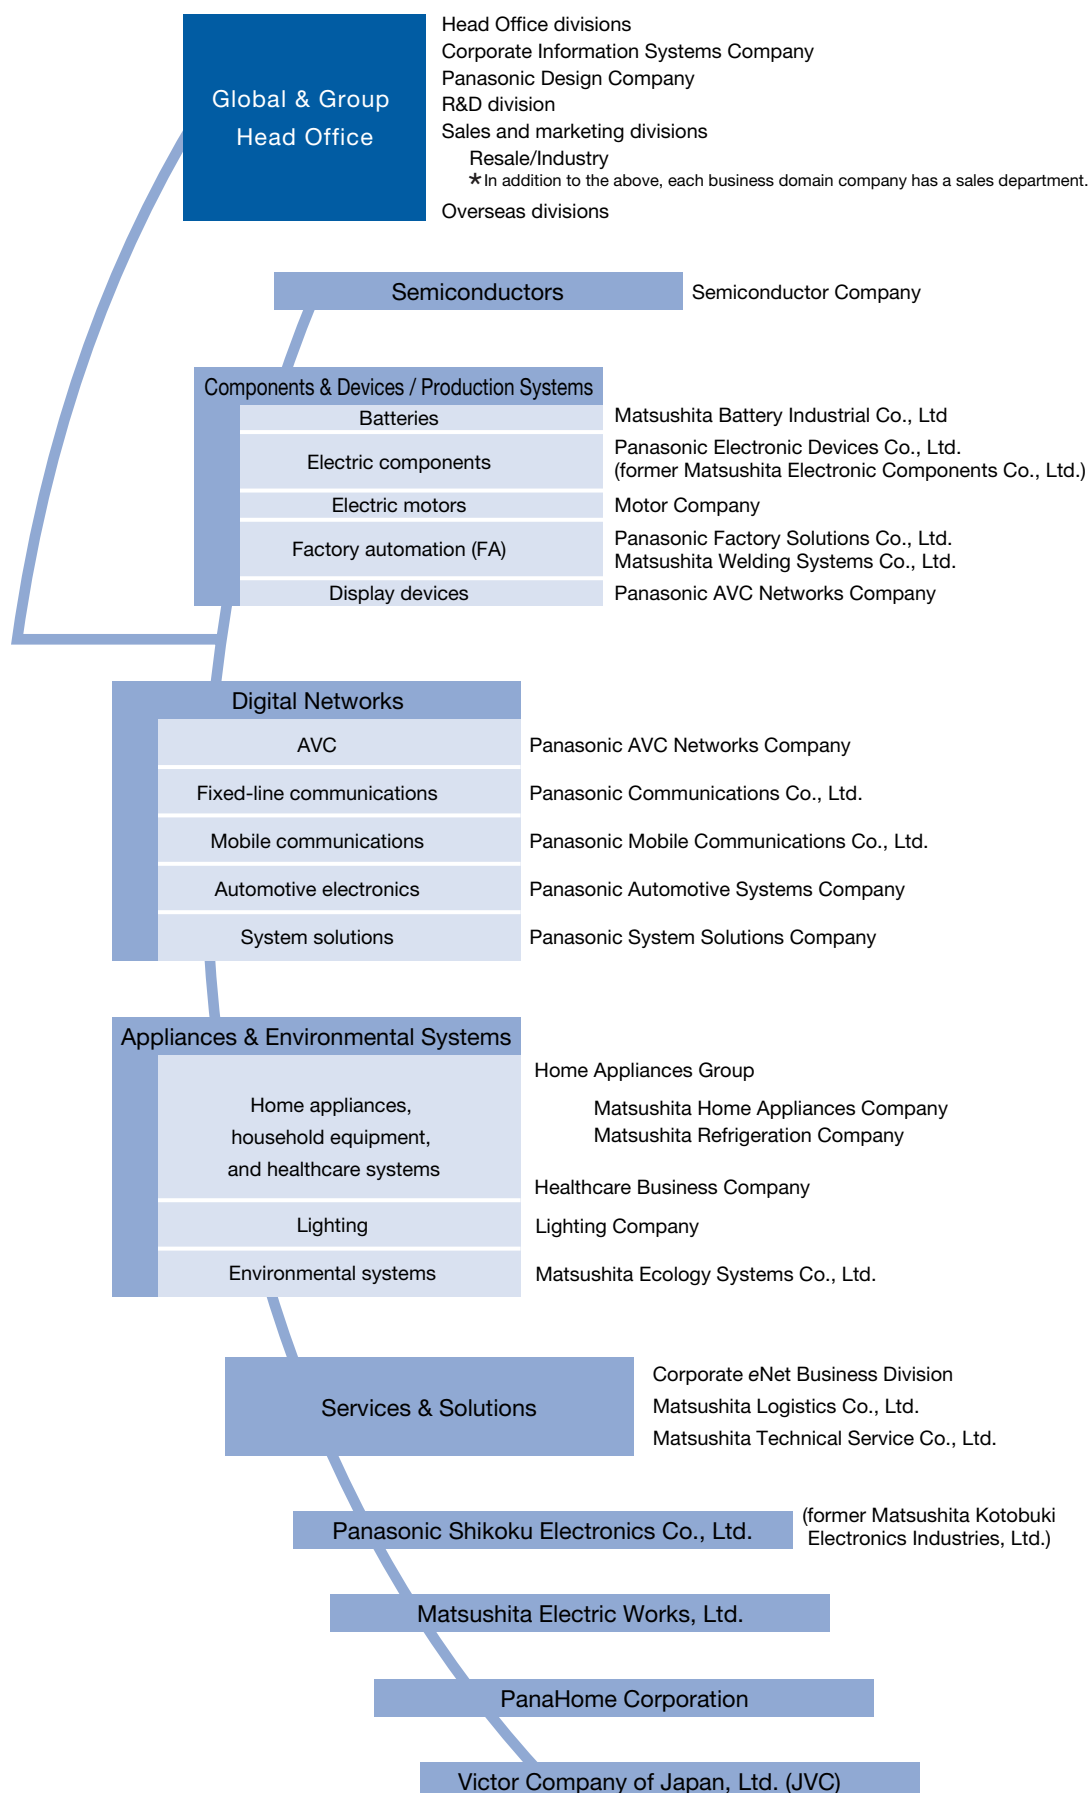 Global & Group
Head Office
Head Office divisions
Corporate Information Systems Company
Panasonic Design Company
R&D division
Sales and marketing divisions
Resale/Industry
*In addition to the above, each business domain company has a sales department.
Overseas divisions
Semiconductors
Semiconductor Company
Components & Devices / Production Systems
Batteries
Matsushita Battery Industrial Co., Ltd
Electric components
Panasonic Electronic Devices Co., Ltd.
(former Matsushita Electronic Components Co., Ltd.)
Electric motors
Motor Company
Factory automation (FA)
Panasonic Factory Solutions Co., Ltd.
Matsushita Welding Systems Co., Ltd.
Display devices
Panasonic AVC Networks Company
Digital Networks
AVC
Panasonic AVC Networks Company
Fixed-line communications
Panasonic Communications Co., Ltd.
Mobile communications
Panasonic Mobile Communications Co., Ltd.
Automotive electronics
Panasonic Automotive Systems Company
System solutions
Panasonic System Solutions Company
Appliances & Environmental Systems
Home appliances,
household equipment,
and healthcare systems
Home Appliances Group
Matsushita Home Appliances Company
Matsushita Refrigeration Company
Healthcare Business Company
Lighting
Lighting Company
Environmental systems
Matsushita Ecology Systems Co., Ltd.
Services & Solutions
Corporate eNet Business Division
Matsushita Logistics Co., Ltd.
Matsushita Technical Service Co., Ltd.
Panasonic Shikoku Electronics Co., Ltd.
(former Matsushita Kotobuki
Electronics Industries, Ltd.)
Matsushita Electric Works, Ltd.
PanaHome Corporation
Victor Company of Japan, Ltd. (JVC)